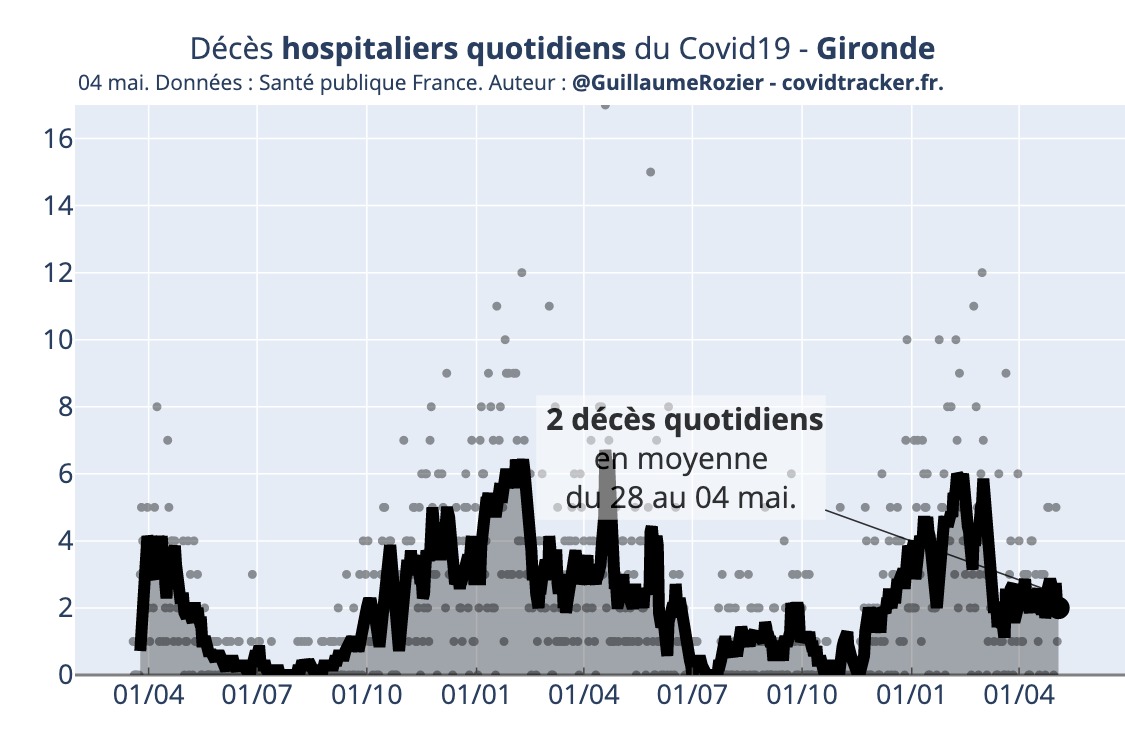 Décès hospitaliers quotidiens du Covid19 - Gironde
04 mai. Données : Santé publique France. Auteur : @GuillaumeRozier - covidtracker.fr.
16
14
12
10
8
2 décès quotidiens
en moyenne
du 28 au 04 mai.
6
4
2
0
01/04 01/07 01/10 01/01 01/04 01/07 01/10 01/01 01/04